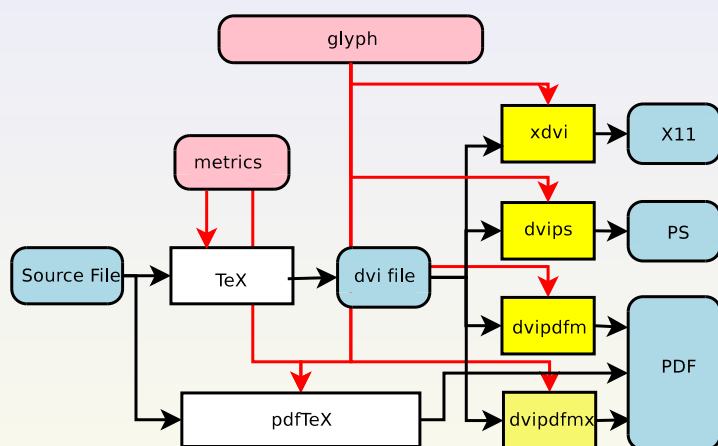 glyph
xdvi
X11
metrics
dvips
PS
Source File
TeX
dvi file
dvipdfm
PDF
pdfTeX
dvipdfmx